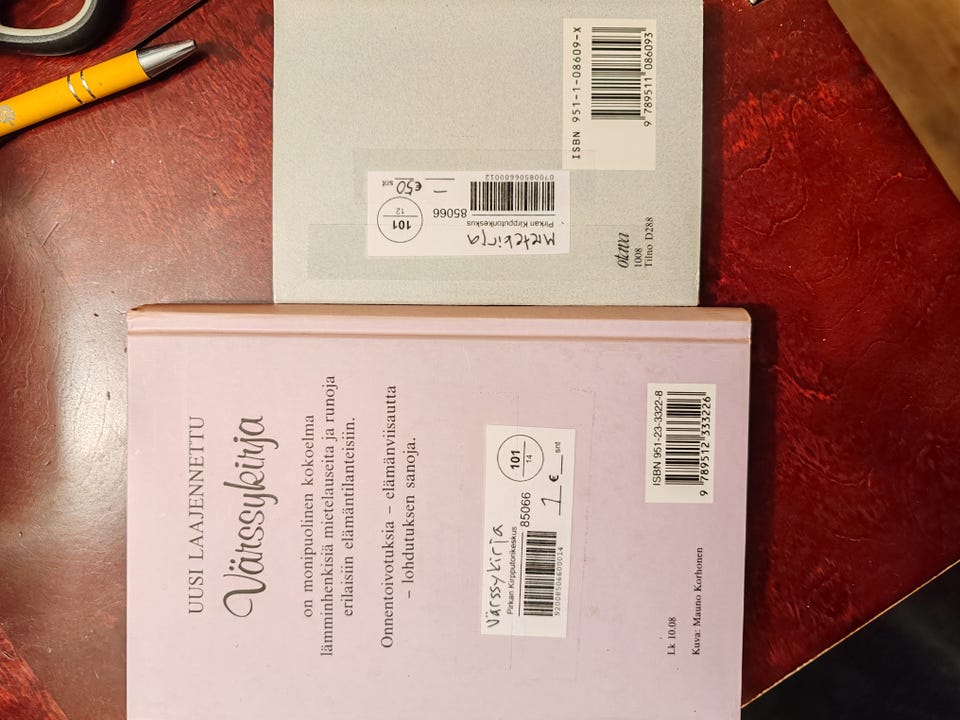 ISBN 951-1-08609-X
9 789511 086093
Mietekirja
Pirkan Kirpputorikeskus
85066
07008506600012
101
12
— € 50 snt
otava
1008
Tilno D288
UUSI LAAJENNETTU
Värssykirja
on monipuolinen kokoelma
lämminhenkisiä mietelauseita ja runoja
erilaisiin elämäntilanteisiin.
Onnentoivotuksia – elämänviisautta
– lohdutuksen sanoja.
Värssykirja
Pirkan Kirpputorikeskus
85066
92008506600014
101
14
1 € __ snt
Lk 10.08
Kuva: Mauno Korhonen
ISBN 951-23-3322-8
9 789512 333226